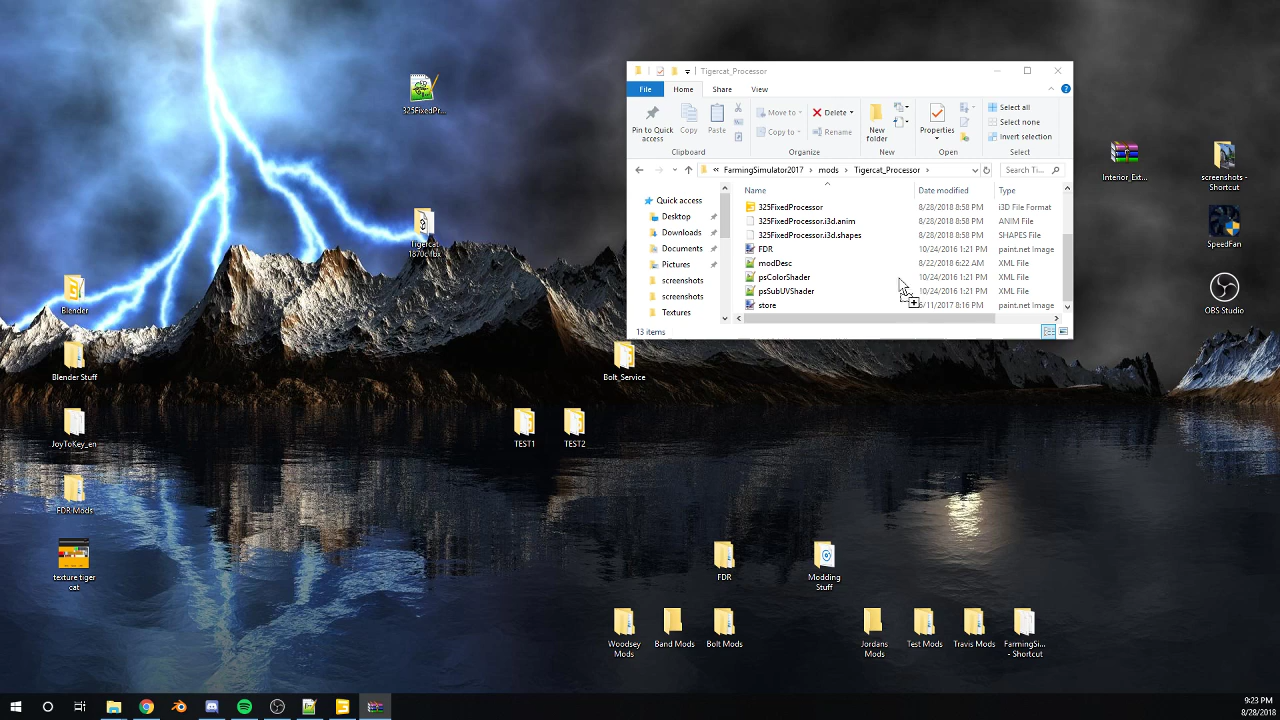 325FixedPr...
Tigercat
1870c fbx
Blender
Blender Stuff
JoyToKey_en
FDR Mods
texture tiger
cat
Tigercat_Processor
File
Home
Share
View
Pin to Quick
access
Copy
Paste
Clipboard
Move to
Copy to
Delete
Rename
Organize
New
folder
New
Properties
Open
Select all
Select none
Invert selection
Select
« FarmingSimulator2017 › mods › Tigercat_Processor ›
Search Ti...
Quick access
Desktop
Downloads
Documents
Pictures
screenshots
screenshots
Textures
Name Date modified Type
325FixedProcessor 8/28/2018 8:58 PM i3D File Format
325FixedProcessor.i3d.anim 8/28/2018 8:58 PM ANIM File
325FixedProcessor.i3d.shapes 8/28/2018 8:58 PM SHAPES File
FDR 10/24/2016 1:21 PM paint.net Image
modDesc 8/22/2018 6:22 AM XML File
psColorShader 10/24/2016 1:21 PM XML File
psSubUVShader 10/24/2016 1:21 PM XML File
store /11/2017 8:16 PM paint.net Image
13 items
Interior_Ext...
screenshots -
Shortcut
SpeedFan
OBS Studio
Bolt_Service
TEST1
TEST2
FDR
Modding
Stuff
Woodsey
Mods
Band Mods
Bolt Mods
Jordans
Mods
Test Mods
Travis Mods
FarmingSi...
- Shortcut
9:23 PM
8/28/2018